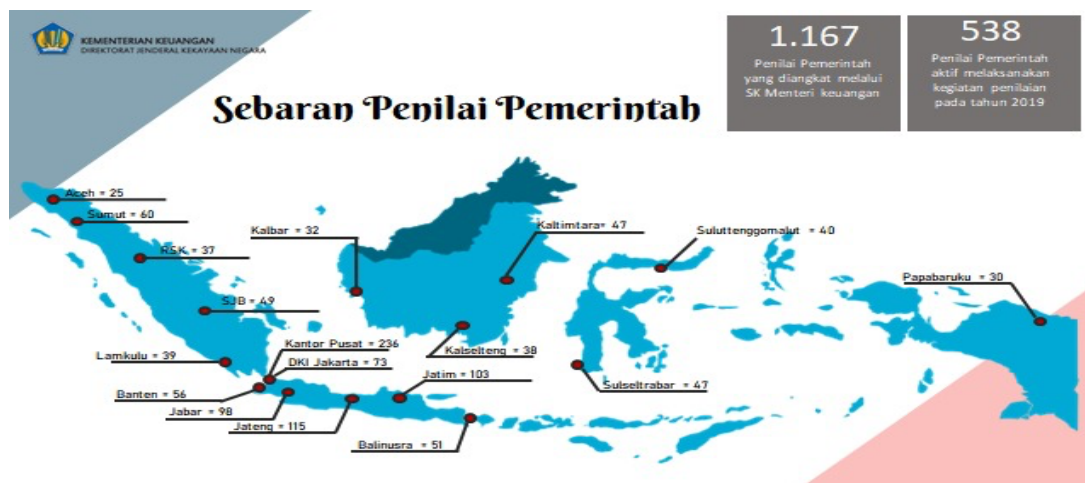 KEMENTERIAN KEUANGAN
DIREKTORAT JENDERAL KEKAYAAN NEGARA
1.167
Penilai Pemerintah
yang diangkat melalui
SK Menteri keuangan
538
Penilai Pemerintah
aktif melaksanakan
kegiatan penilaian
pada tahun 2019
Sebaran Penilai Pemerintah
Aceh = 25
Sumut = 60
RSK = 37
SJB = 49
Lamkulu = 39
Kalbar = 32
Kaltimtara= 47
Suluttenggomalut = 40
Papabaruku = 30
Kantor Pusat = 236
DKI Jakarta = 73
Kalselteng = 38
Banten = 56
Jatim = 103
Sulseltrabar = 47
Jabar = 98
Jateng = 115
Balinusra = 51